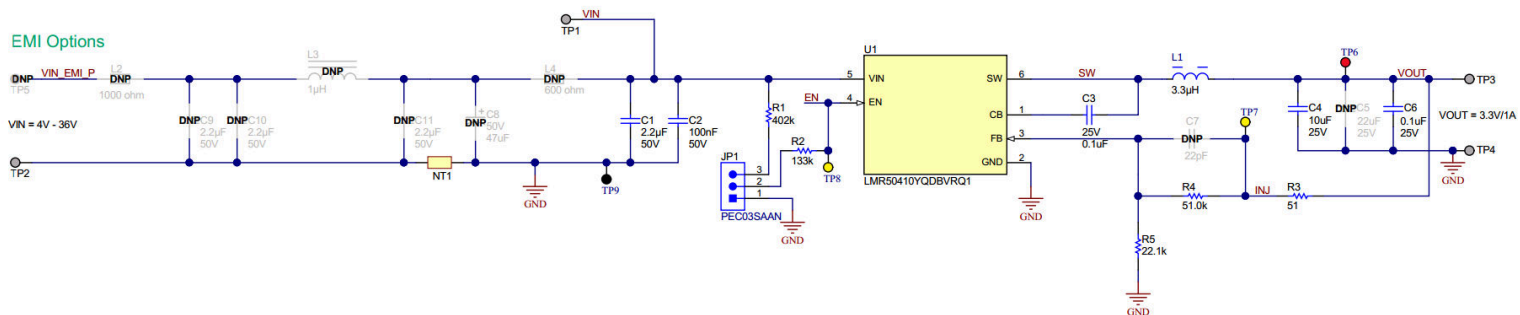 EMI Options
DNP
TP5
VIN_EMI_P
L2
DNP
1000 ohm
VIN = 4V - 36V
TP2
DNP
C9
2.2µF
50V
DNP
C10
2.2µF
50V
L3
DNP
1µH
DNP
C11
2.2µF
50V
NT1
+
C8
DNP
50V
47uF
L4
DNP
600 ohm
GND
TP9
TP1
VIN
C1
2.2µF
50V
C2
100nF
50V
R1
402k
R2
133k
JP1
3
2
1
PEC03SAAN
GND
EN
TP8
U1
5
VIN
4
EN
SW
6
CB
1
FB
3
GND
2
LMR50410YQDBVRQ1
GND
SW
C3
25V
0.1uF
L1
3.3µH
C7
DNP
22pF
TP7
R4
51.0k
INJ
R3
51
R5
22.1k
GND
TP6
VOUT
C4
10uF
25V
DNP
C5
22uF
25V
C6
0.1uF
25V
TP3
VOUT = 3.3V/1A
TP4
GND